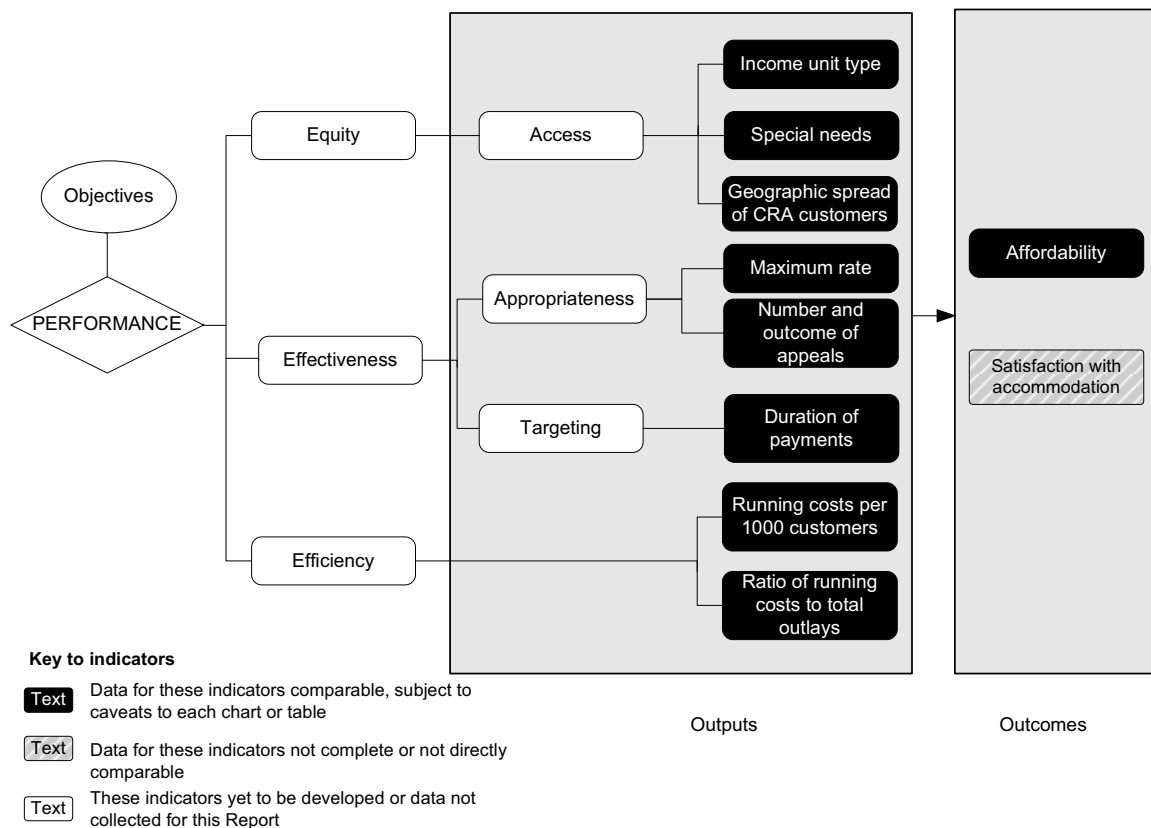 Objectives
PERFORMANCE
Equity
Effectiveness
Efficiency
Access
Appropriateness
Targeting
Income unit type
Special needs
Geographic spread
of CRA customers
Maximum rate
Number and
outcome of
appeals
Duration of
payments
Running costs per
1000 customers
Ratio of running
costs to total
outlays
Affordability
Satisfaction with
accommodation
Outputs
Outcomes
Key to indicators
Text
Data for these indicators comparable, subject to
caveats to each chart or table
Text
Data for these indicators not complete or not directly
comparable
Text
These indicators yet to be developed or data not
collected for this Report